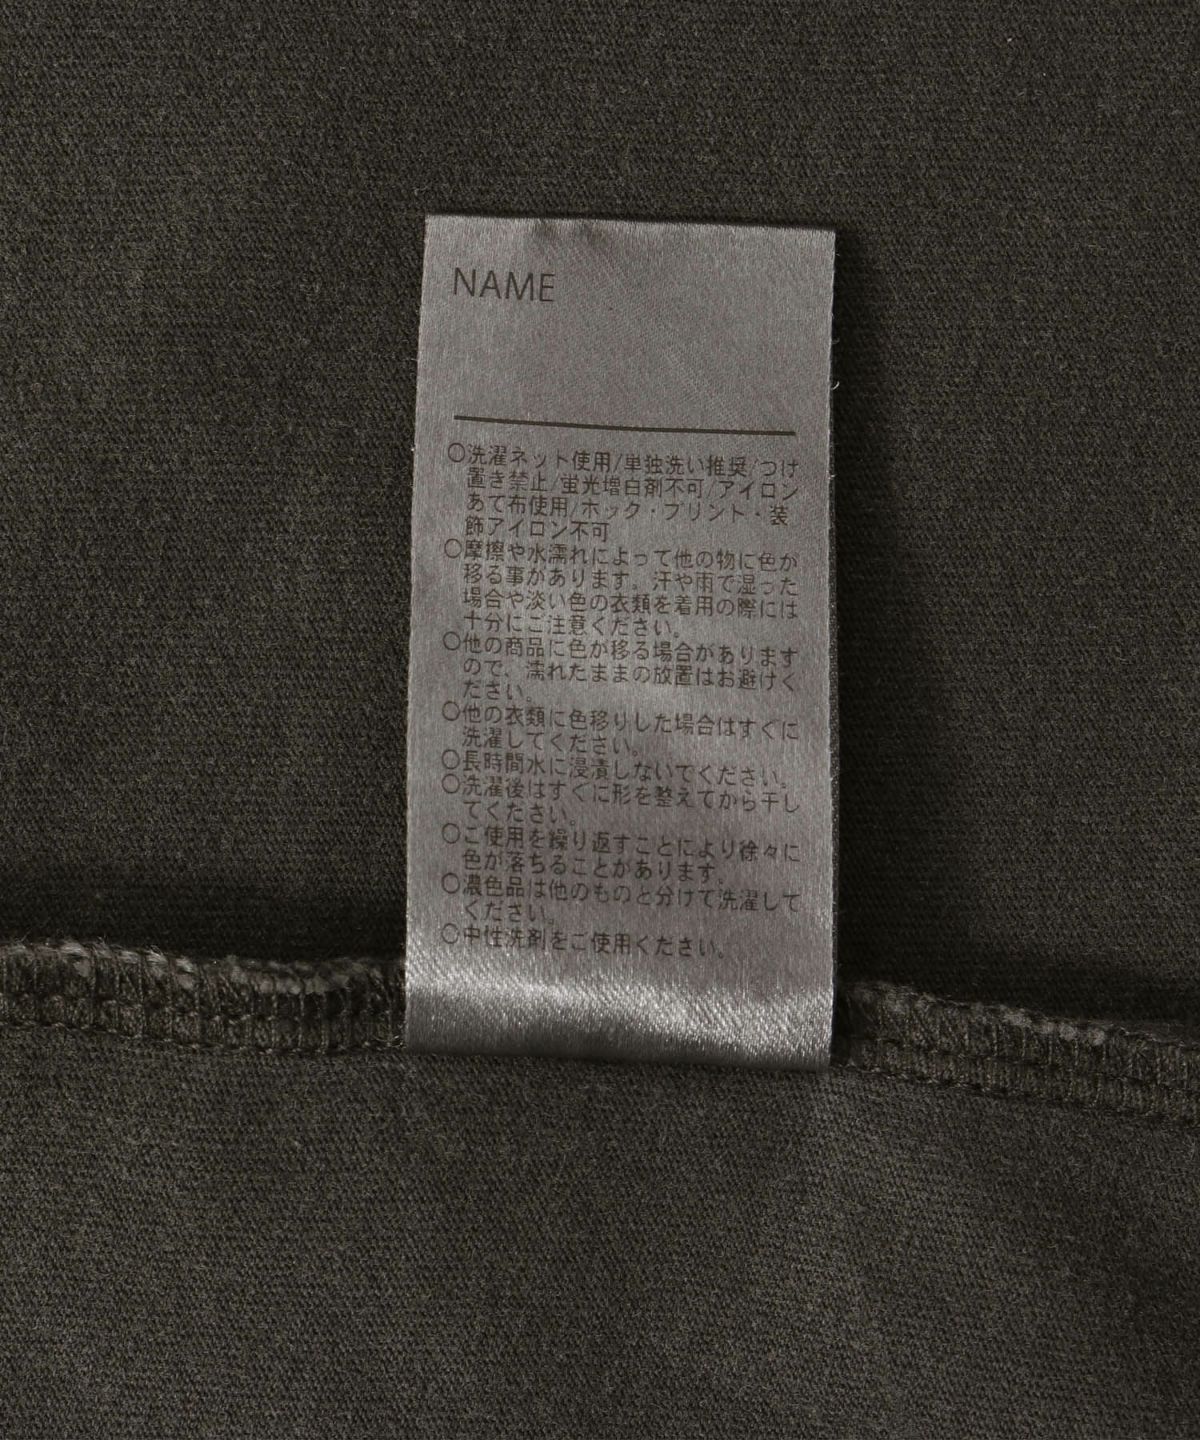 NAME
○洗濯ネット使用/単独洗い推奨/つけ
置き禁止/蛍光増白剤不可/アイロン
あて布使用/ホック・プリント・装
飾アイロン不可
○摩擦や水濡れによって他の物に色が
移る事があります。汗や雨で湿った
場合や淡い色の衣類を着用の際には
十分にご注意ください。
○他の商品に色が移る場合があります
ので、濡れたままの放置はお避けく
ださい。
○他の衣類に色移りした場合はすぐに
洗濯してください。
○長時間水に浸漬しないでください。
○洗濯後はすぐに形を整えてから干し
てください。
○ご使用を繰り返すことにより徐々に
色が落ちることがあります。
○濃色品は他のものと分けて洗濯して
ください。
○中性洗剤をご使用ください。